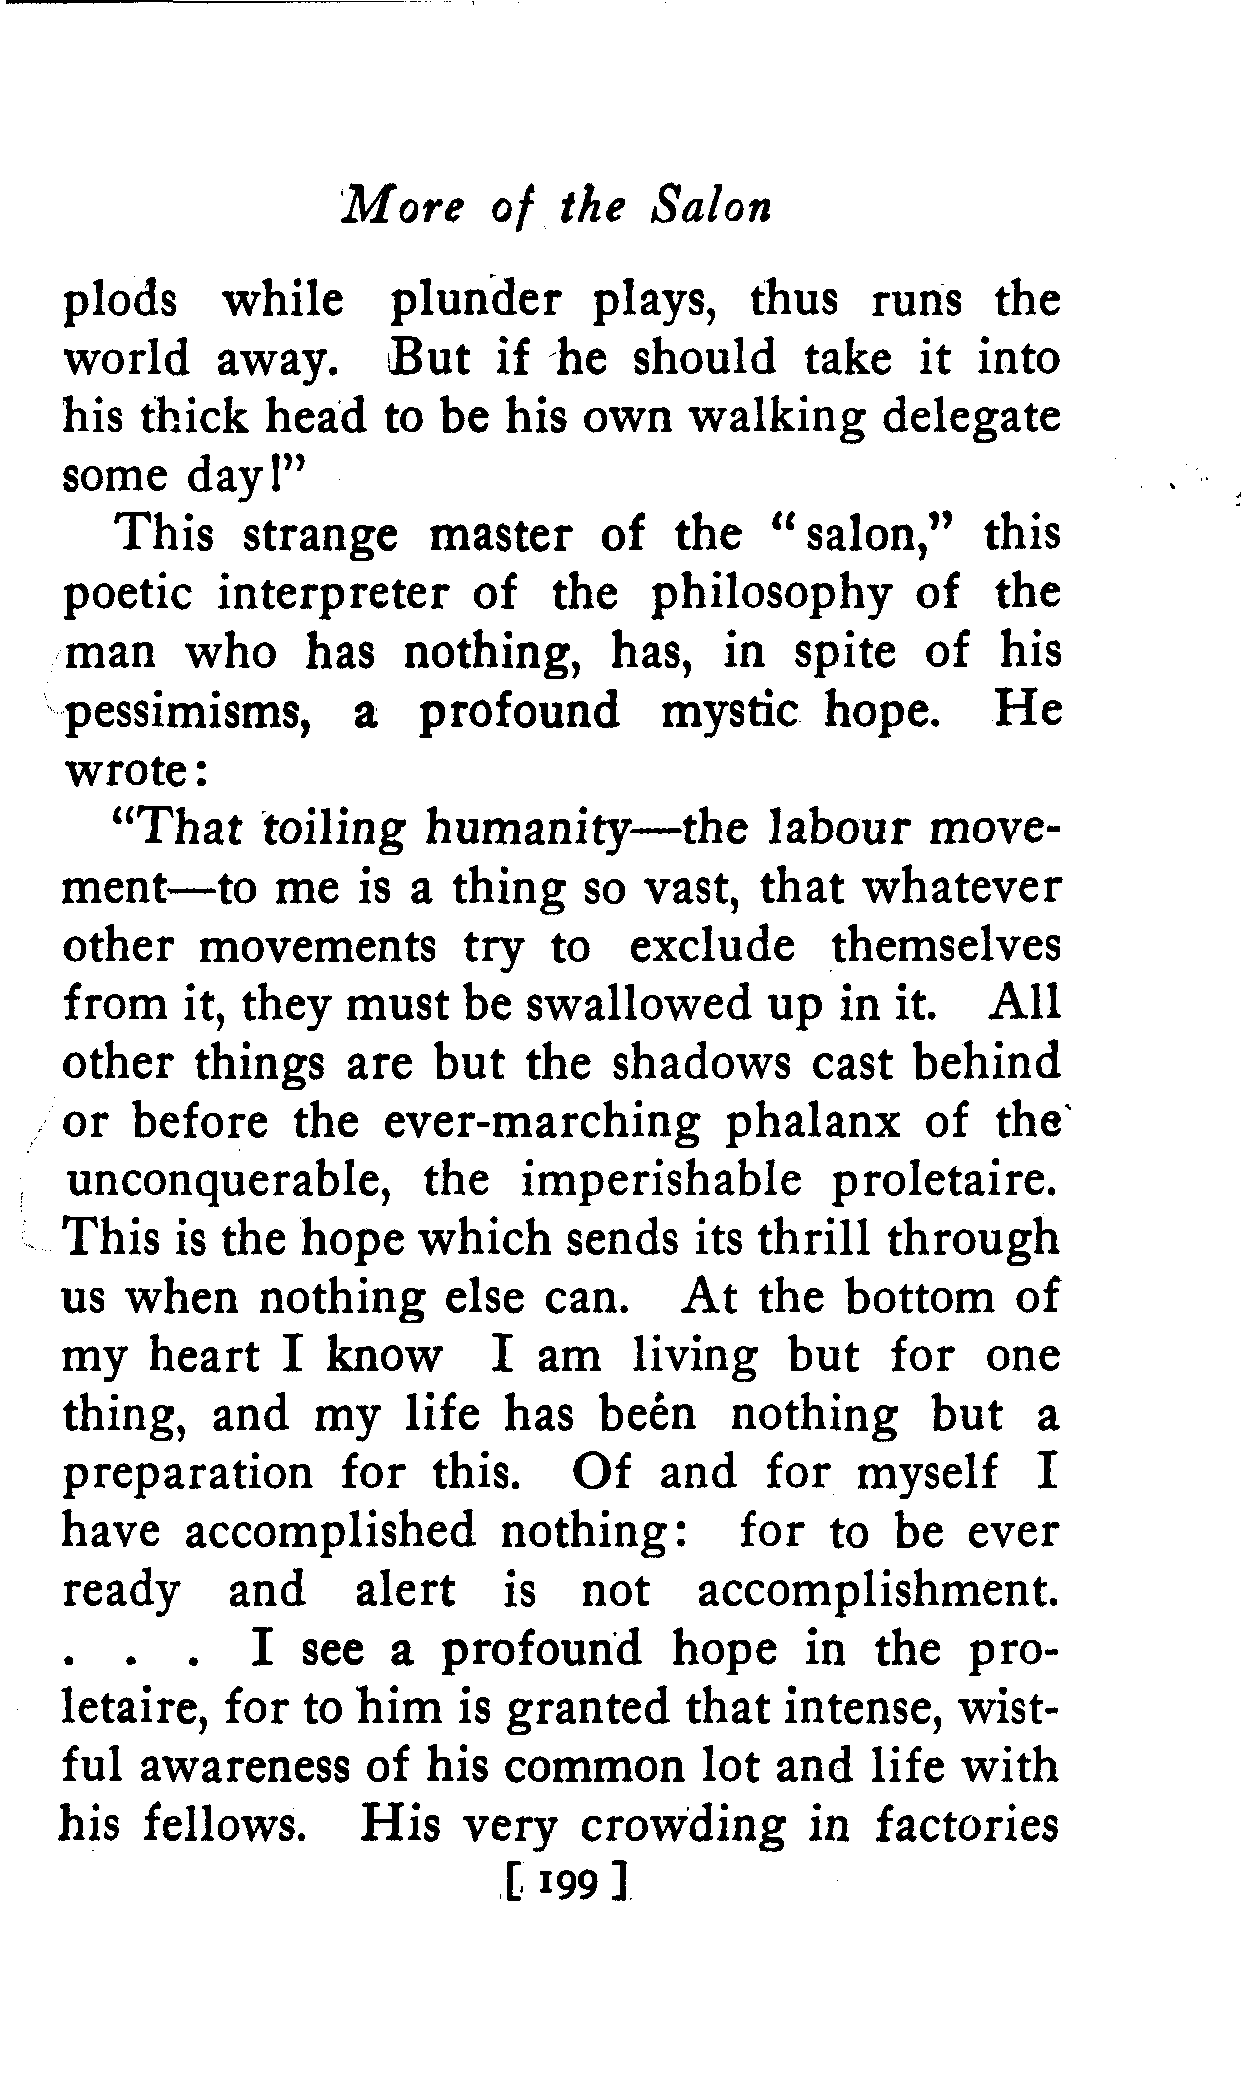 More of the Salon
plods while plunder plays, thus runs the
world away. But if he should take it into
his thick head to be his own walking delegate
some day!”
This strange master of the “salon,” this
poetic interpreter of the philosophy of the
man who has nothing, has, in spite of his
pessimisms, a profound mystic hope. He
wrote:
“That toiling humanity—the labour move-
ment—to me is a thing so vast, that whatever
other movements try to exclude themselves
from it, they must be swallowed up in it. All
other things are but the shadows cast behind
or before the ever-marching phalanx of the
unconquerable, the imperishable proletaire.
This is the hope which sends its thrill through
us when nothing else can. At the bottom of
my heart I know I am living but for one
thing, and my life has been nothing but a
preparation for this. Of and for myself I
have accomplished nothing: for to be ever
ready and alert is not accomplishment.
. . . I see a profound hope in the pro-
letaire, for to him is granted that intense, wist-
ful awareness of his common lot and life with
his fellows. His very crowding in factories
[ 199 ]